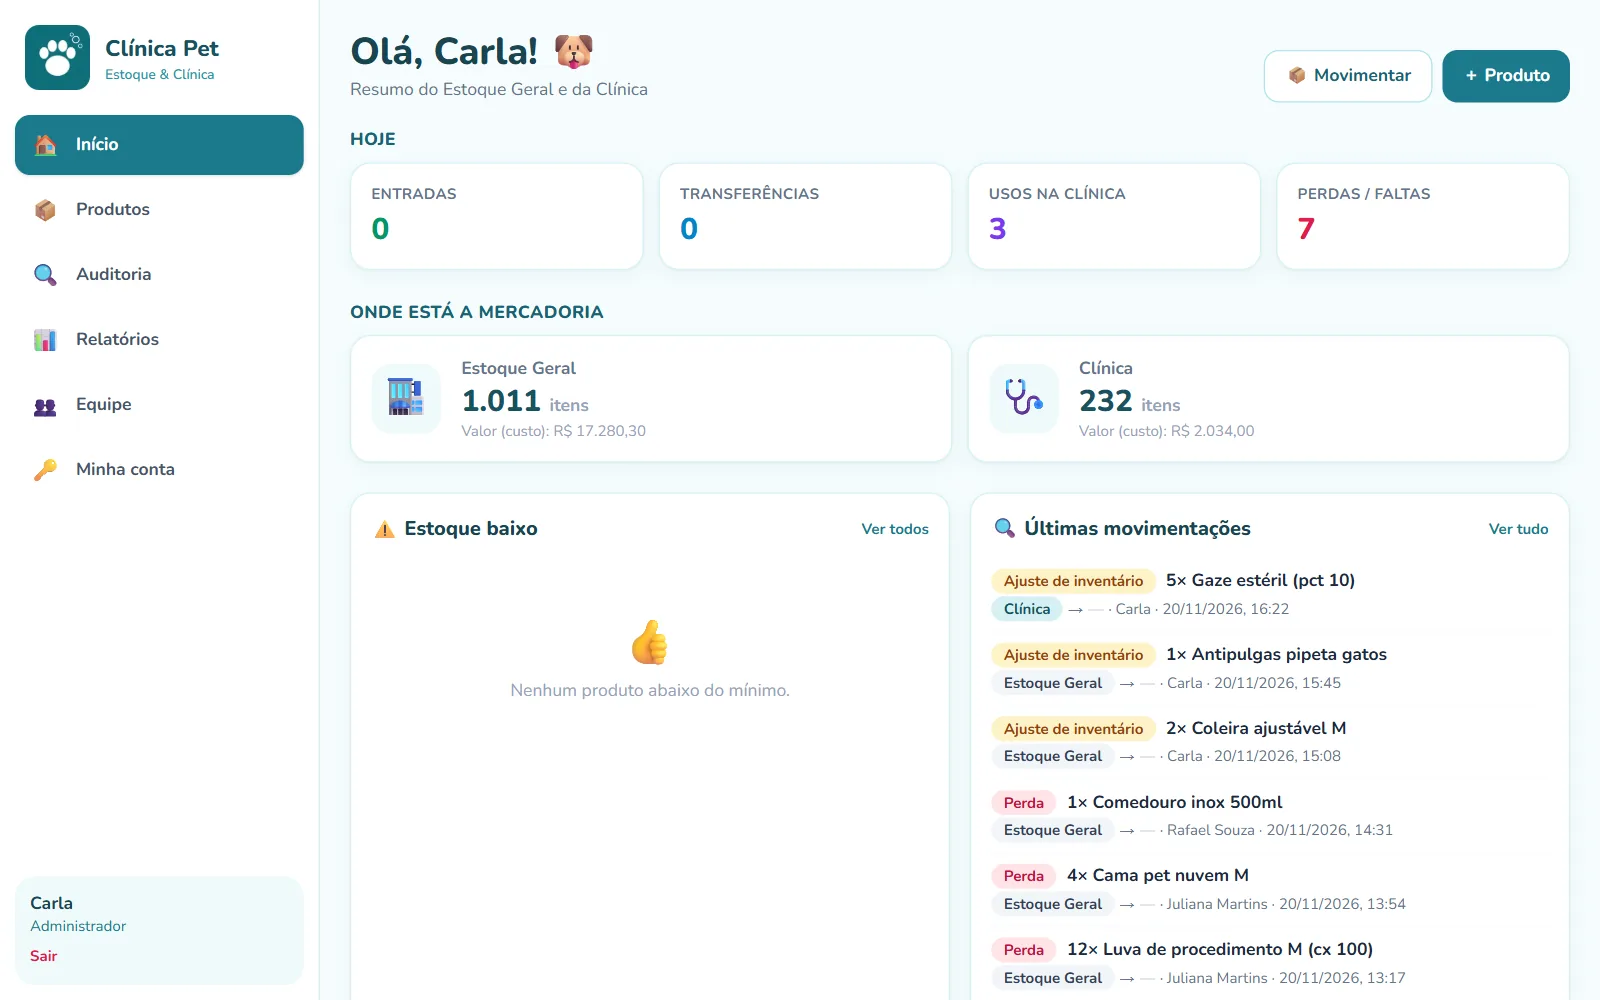 Clínica Pet
Estoque & Clínica
Início
Produtos
Auditoria
Relatórios
Equipe
Minha conta
Carla
Administrador
Sair
Olá, Carla!
Resumo do Estoque Geral e da Clínica
Movimentar
+ Produto
HOJE
ENTRADAS
0
TRANSFERÊNCIAS
0
USOS NA CLÍNICA
3
PERDAS / FALTAS
7
ONDE ESTÁ A MERCADORIA
Estoque Geral
1.011 itens
Valor (custo): R$ 17.280,30
Clínica
232 itens
Valor (custo): R$ 2.034,00
Estoque baixo
Ver todos
Nenhum produto abaixo do mínimo.
Últimas movimentações
Ver tudo
Ajuste de inventário 5× Gaze estéril (pct 10)
Clínica → — · Carla · 20/11/2026, 16:22
Ajuste de inventário 1× Antipulgas pipeta gatos
Estoque Geral → — · Carla · 20/11/2026, 15:45
Ajuste de inventário 2× Coleira ajustável M
Estoque Geral → — · Carla · 20/11/2026, 15:08
Perda 1× Comedouro inox 500ml
Estoque Geral → — · Rafael Souza · 20/11/2026, 14:31
Perda 4× Cama pet nuvem M
Estoque Geral → — · Juliana Martins · 20/11/2026, 13:54
Perda 12× Luva de procedimento M (cx 100)
Estoque Geral → — · Juliana Martins · 20/11/2026, 13:17